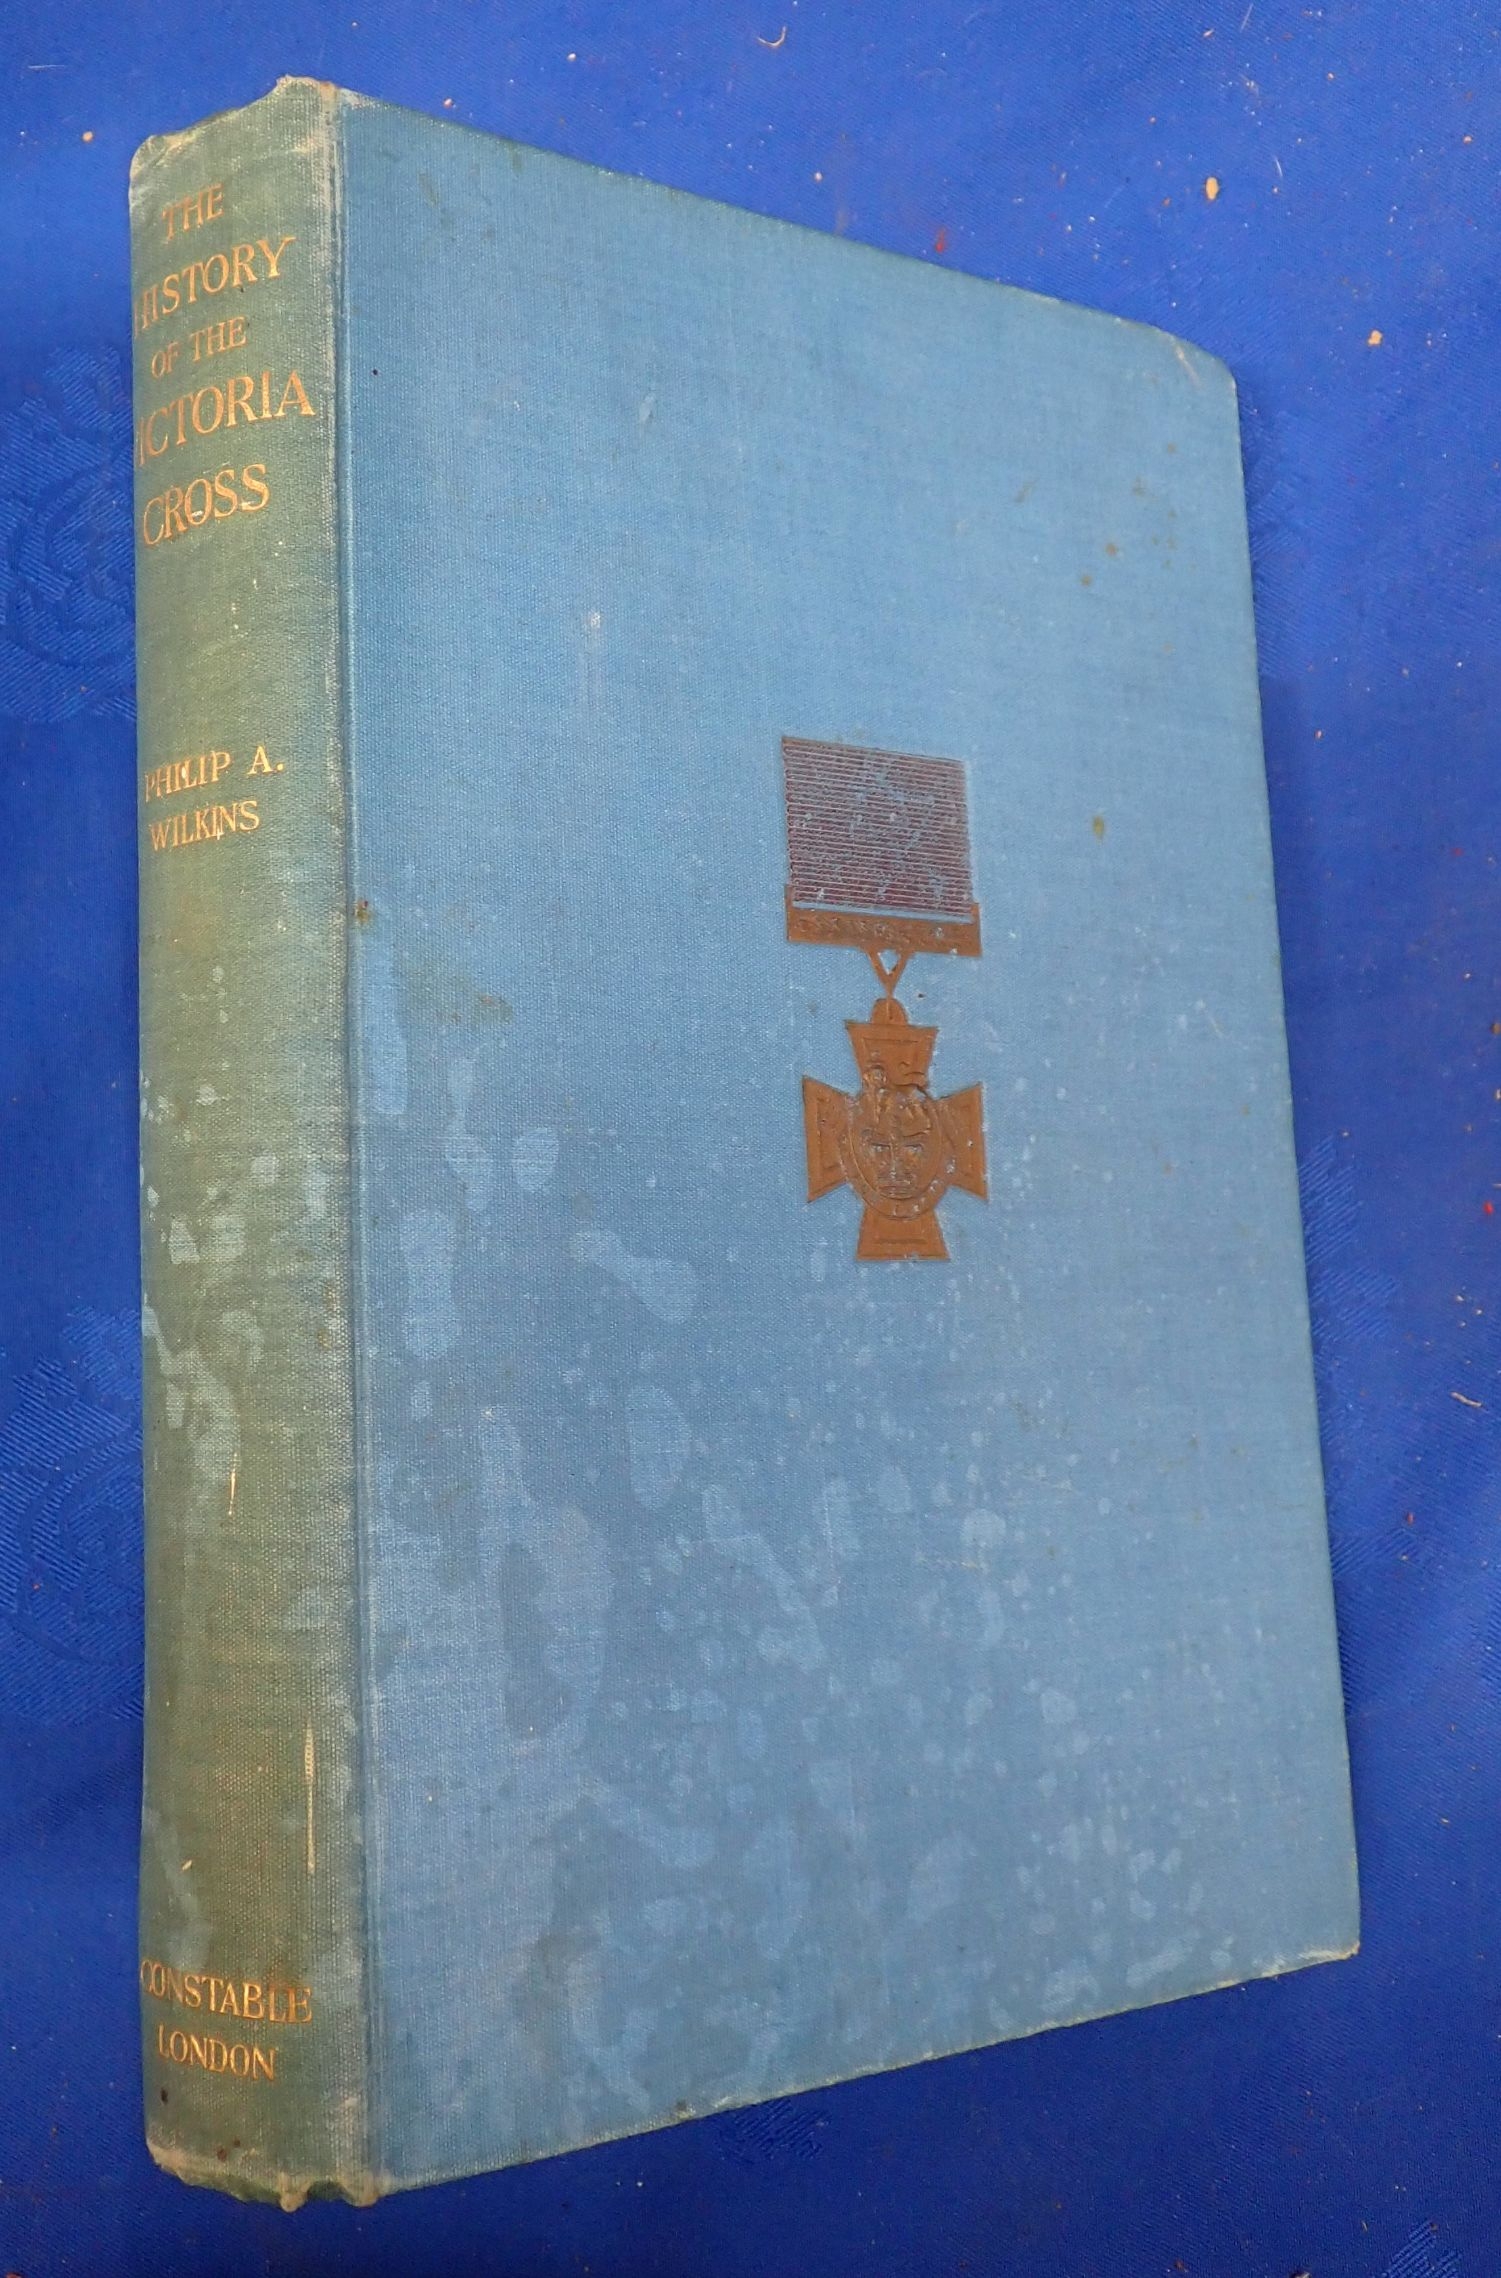 THE
HISTORY
OF THE
VICTORIA
CROSS
PHILIP A.
WILKINS
CONSTABLE
LONDON